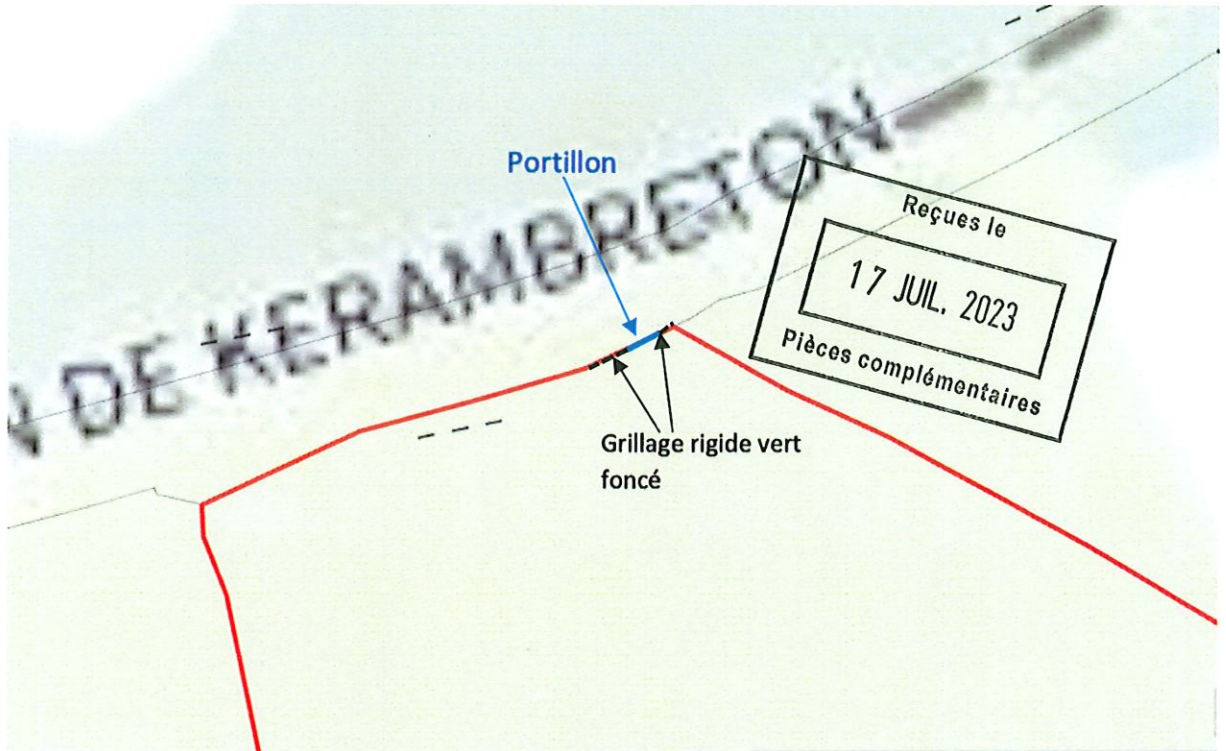 Portillon
N DE KERAMBRETON
Reçues le
17 JUIL. 2023
Pièces complémentaires
Grillage rigide vert
foncé